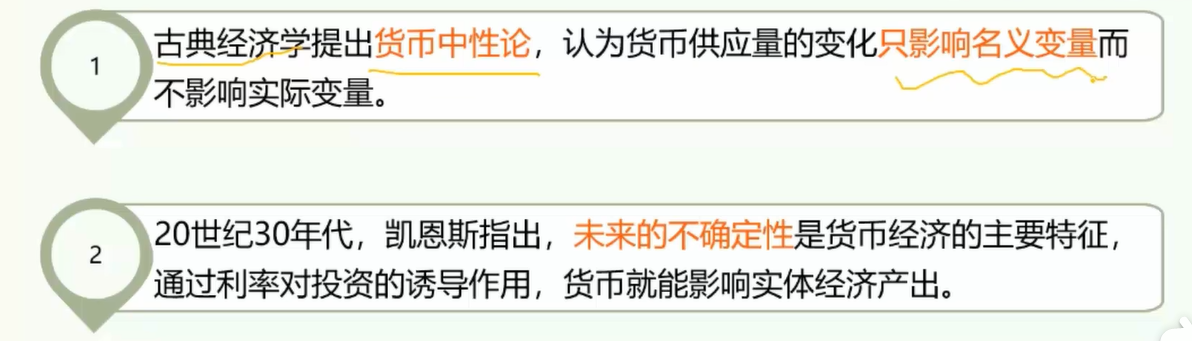 1
古典经济学提出货币中性论，认为货币供应量的变化只影响名义变量而
不影响实际变量。
2
20世纪30年代，凯恩斯指出，未来的不确定性是货币经济的主要特征，
通过利率对投资的诱导作用，货币就能影响实体经济产出。